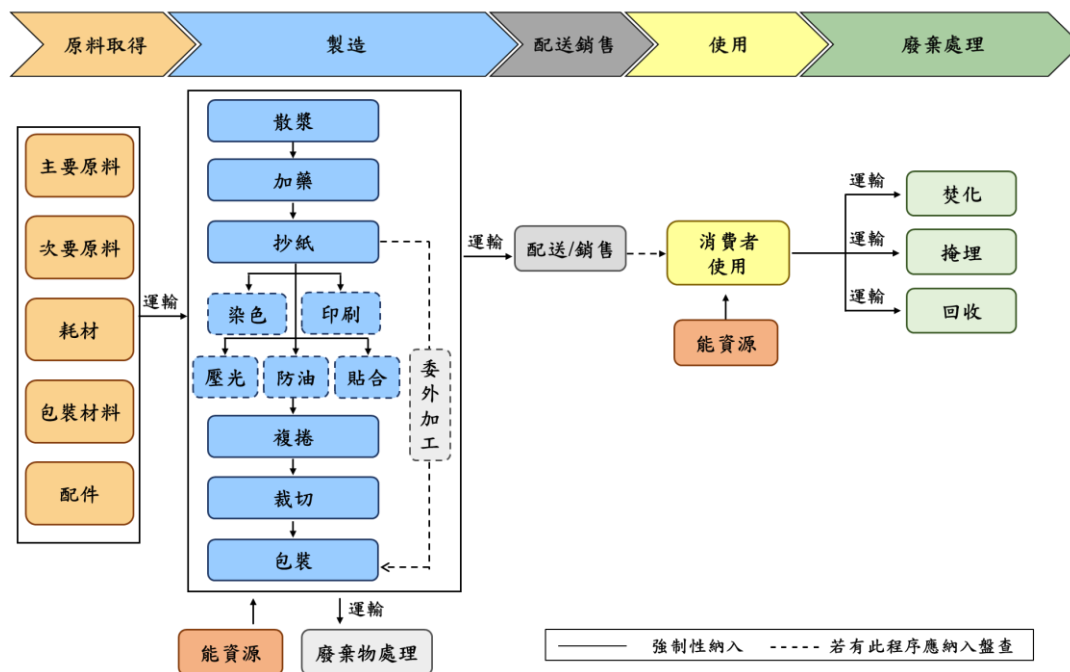 原料取得
製造
配送銷售
使用
廢棄處理
主要原料
次要原料
耗材
包裝材料
配件
運輸
散漿
加藥
抄紙
染色
印刷
壓光
防油
貼合
複捲
裁切
包裝
委外加工
能資源
運輸
廢棄物處理
運輸
配送/銷售
消費者
使用
能資源
運輸
焚化
運輸
掩埋
運輸
回收
強制性納入
若有此程序應納入盤查